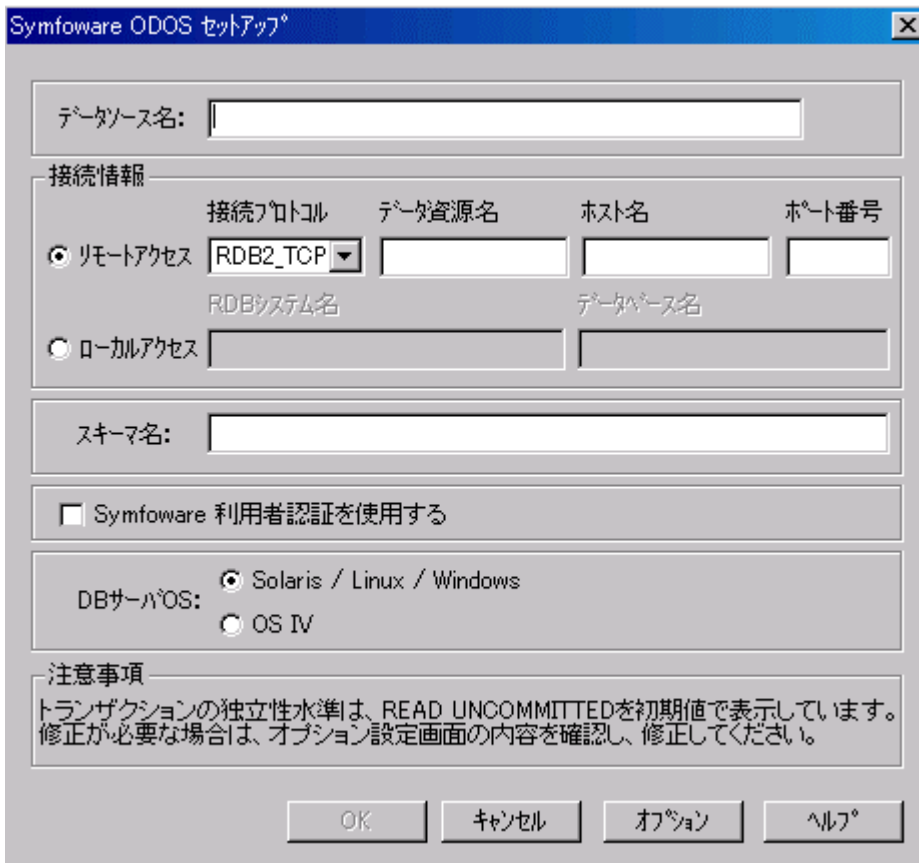 Symfoware ODOS ｾｯﾄｱｯﾌﾟ
ﾃﾞｰﾀｿｰｽ名:
接続情報
接続ﾌﾟﾛﾄｺﾙ ﾃﾞｰﾀ資源名 ﾎｽﾄ名 ﾎﾟｰﾄ番号
ﾘﾓｰﾄｱｸｾｽ RDB2_TCP
RDBｼｽﾃﾑ名 ﾃﾞｰﾀﾍﾞｰｽ名
ﾛｰｶﾙｱｸｾｽ
ｽｷｰﾏ名:
Symfoware 利用者認証を使用する
DBｻｰﾊﾞOS:
Solaris / Linux / Windows
OS IV
注意事項
トランザクションの独立性水準は、READ UNCOMMITTEDを初期値で表示しています。
修正が必要な場合は、オプション設定画面の内容を確認し、修正してください。
OK ｷｬﾝｾﾙ ｵﾌﾟｼｮﾝ ﾍﾙﾌﾟ